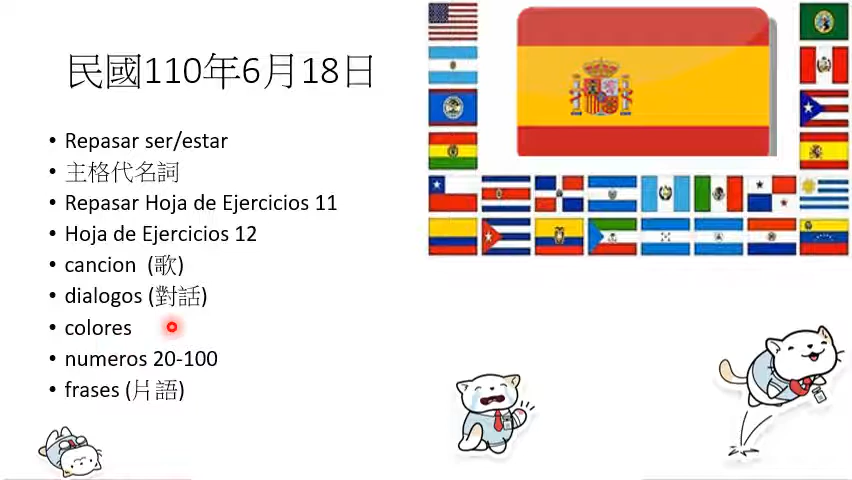 民國110年6月18日
• Repasar ser/estar
• 主格代名詞
• Repasar Hoja de Ejercicios 11
• Hoja de Ejercicios 12
• cancion (歌)
• dialogos (對話)
• colores
• numeros 20-100
• frases (片語)